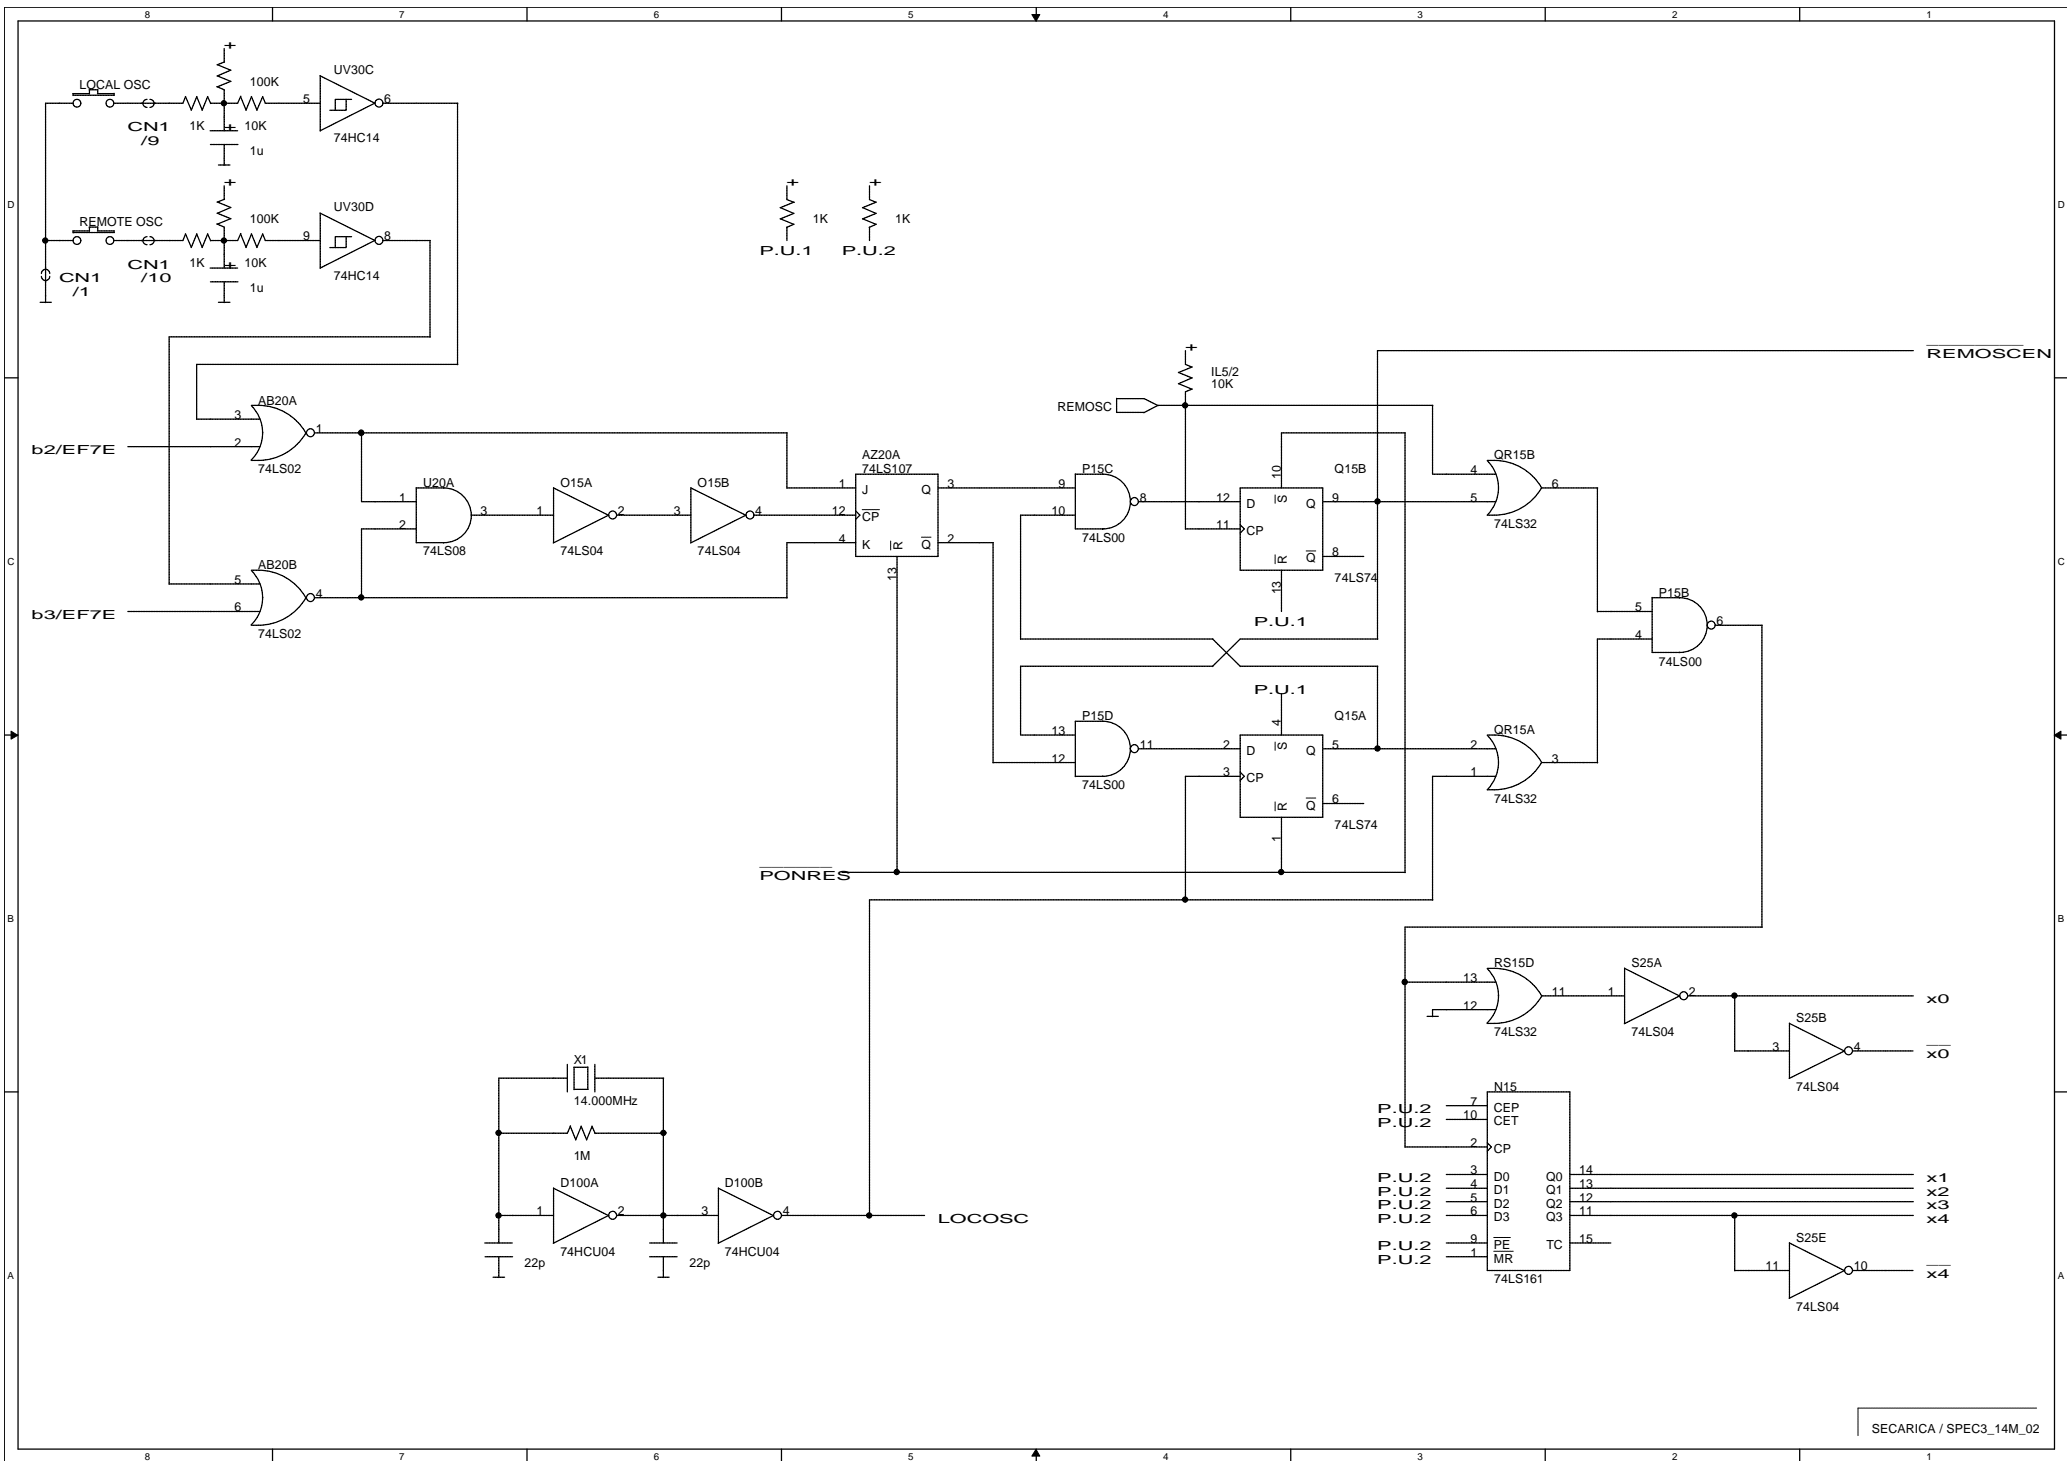 8 7 6 5 4 3 2 1
LOCAL OSC
CN1
/9
1K
100K
10K
1u
5
UV30C
6
74HC14
REMOTE OSC
CN1
/10
CN1
/1
1K
100K
10K
1u
9
UV30D
8
74HC14
1K
P.U.1
1K
P.U.2
D
D
b2/EF7E
3
2
AB20A
1
74LS02
b3/EF7E
5
6
AB20B
4
74LS02
1
2
U20A
3
74LS08
1
O15A
2
74LS04
3
O15B
4
74LS04
AZ20A
74LS107
1
J
Q
3
12
CP
4
K
R
Q
2
13
REMOSC
IL5/2
10K
REMOSCEN
9
10
P15C
8
74LS00
10
S
Q15B
12
D
Q
9
11
CP
R
Q
8
13
74LS74
P.U.1
P.U.1
13
12
P15D
11
74LS00
4
S
Q15A
2
D
Q
5
3
CP
R
Q
6
1
74LS74
4
5
QR15B
6
74LS32
2
1
QR15A
3
74LS32
5
4
P15B
6
74LS00
C
C
PONRES
B
B
13
12
RS15D
11
74LS32
1
S25A
2
74LS04
x0
3
S25B
4
74LS04
x0
X1
14.000MHz
1M
1
D100A
2
74HCU04
3
D100B
4
74HCU04
22p
22p
LOCOSC
N15
P.U.2 7 CEP
P.U.2 10 CET
2 CP
P.U.2 3 D0 Q0 14 x1
P.U.2 4 D1 Q1 13 x2
P.U.2 5 D2 Q2 12 x3
P.U.2 6 D3 Q3 11 x4
P.U.2 9 PE TC 15
P.U.2 1 MR
74LS161
11
S25E
10
74LS04
x4
A
A
SECARICA / SPEC3_14M_02
8 7 6 5 4 3 2 1